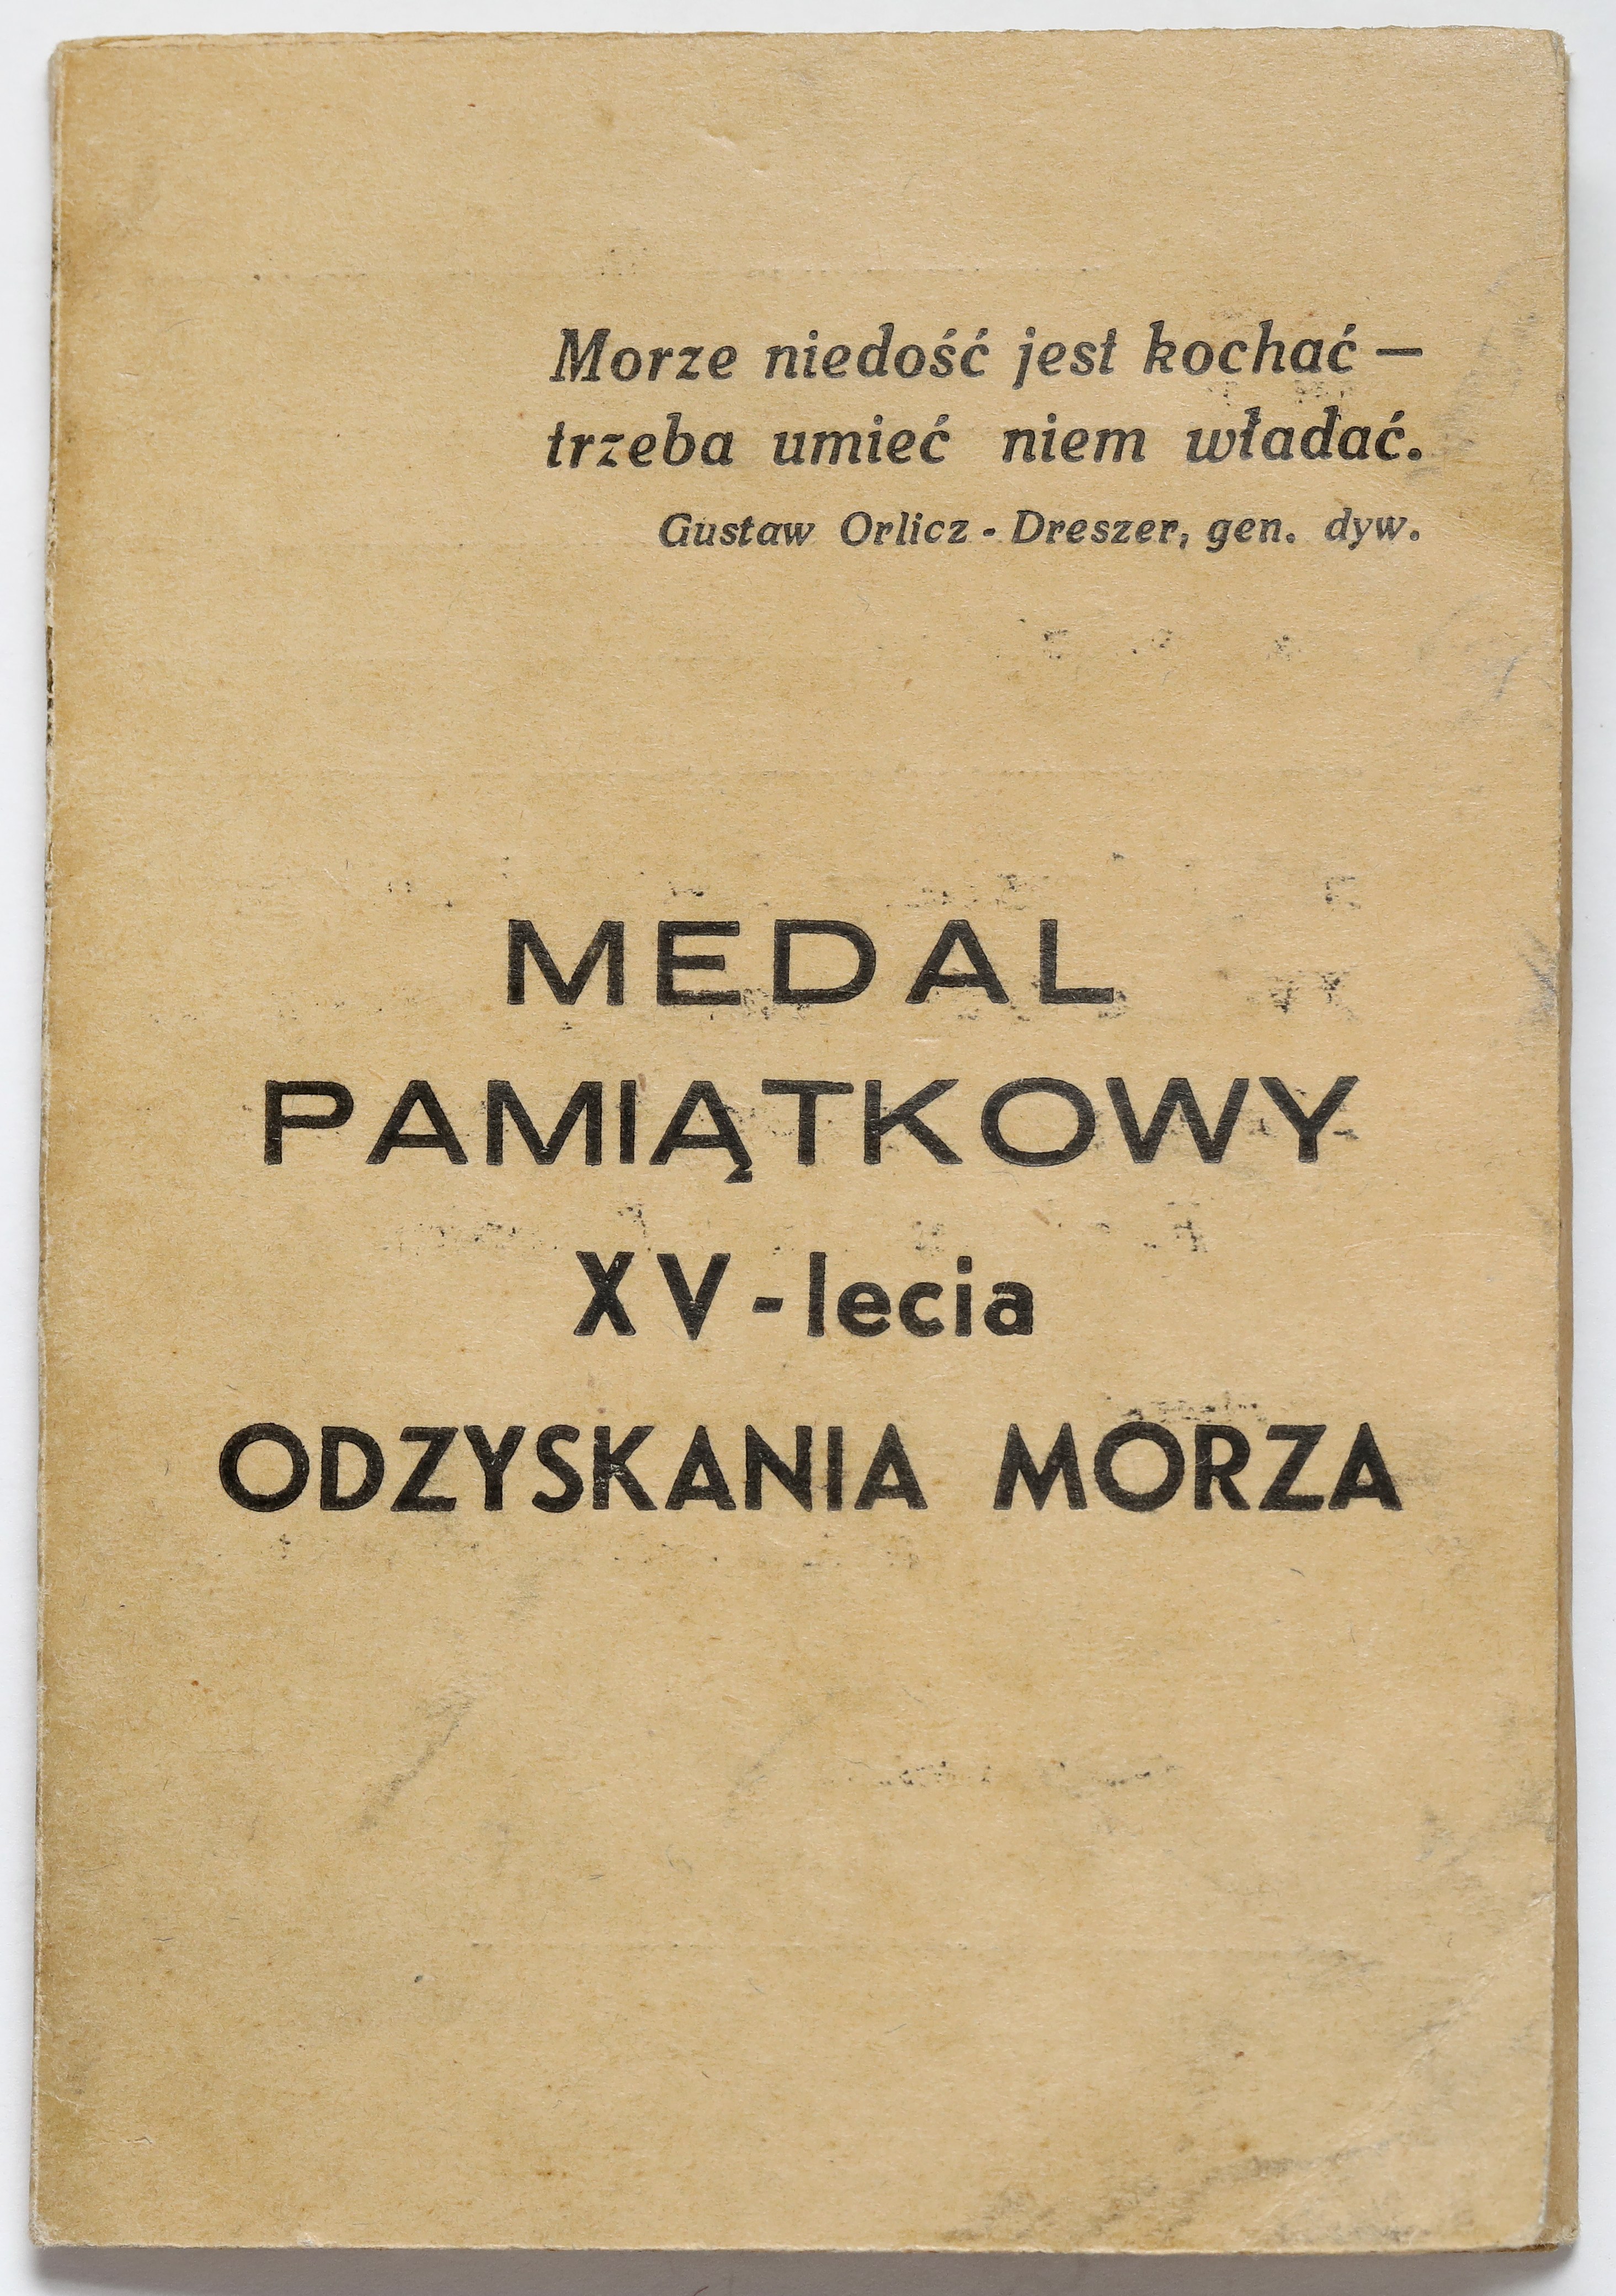 Morze niedość jest kochać —
trzeba umieć niem władać.
Gustaw Orlicz - Dreszer, gen. dyw.
MEDAL
PAMIĄTKOWY
XV - lecia
ODZYSKANIA MORZA